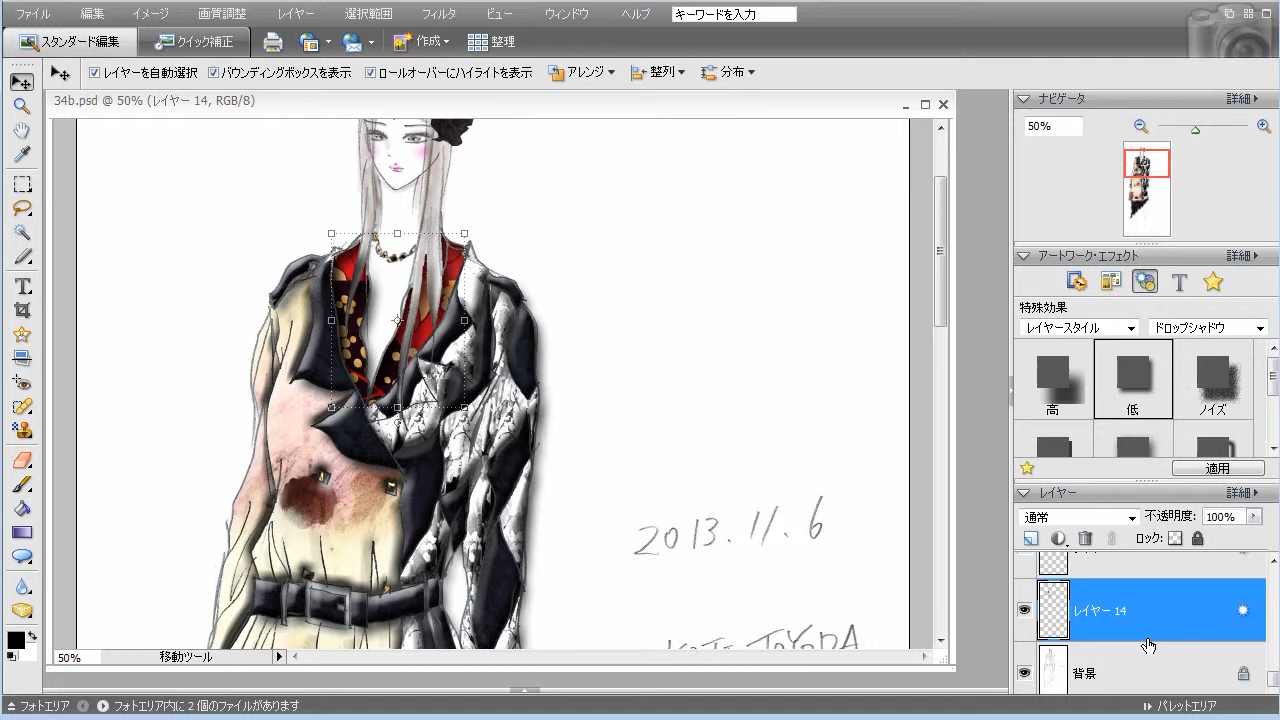 ファイル 編集 イメージ 画質調整 レイヤー 選択範囲 フィルタ ビュー ウィンドウ ヘルプ キーワードを入力
スタンダード編集 クイック補正 作成 整理
レイヤーを自動選択 バウンディングボックスを表示 ロールオーバーにハイライトを表示 アレンジ 整列 分布
34b.psd @ 50% (レイヤー 14, RGB/8)
ナビゲータ 詳細
50%
アートワーク・エフェクト 詳細
特殊効果
レイヤースタイル ドロップシャドウ
高 低 ノイズ
適用
レイヤー 詳細
通常 不透明度: 100%
ロック:
レイヤー 14
背景
2013.11.6
TOYODA
50% 移動ツール
フォトエリア フォトエリア内に 2 個のファイルがあります パレットエリア